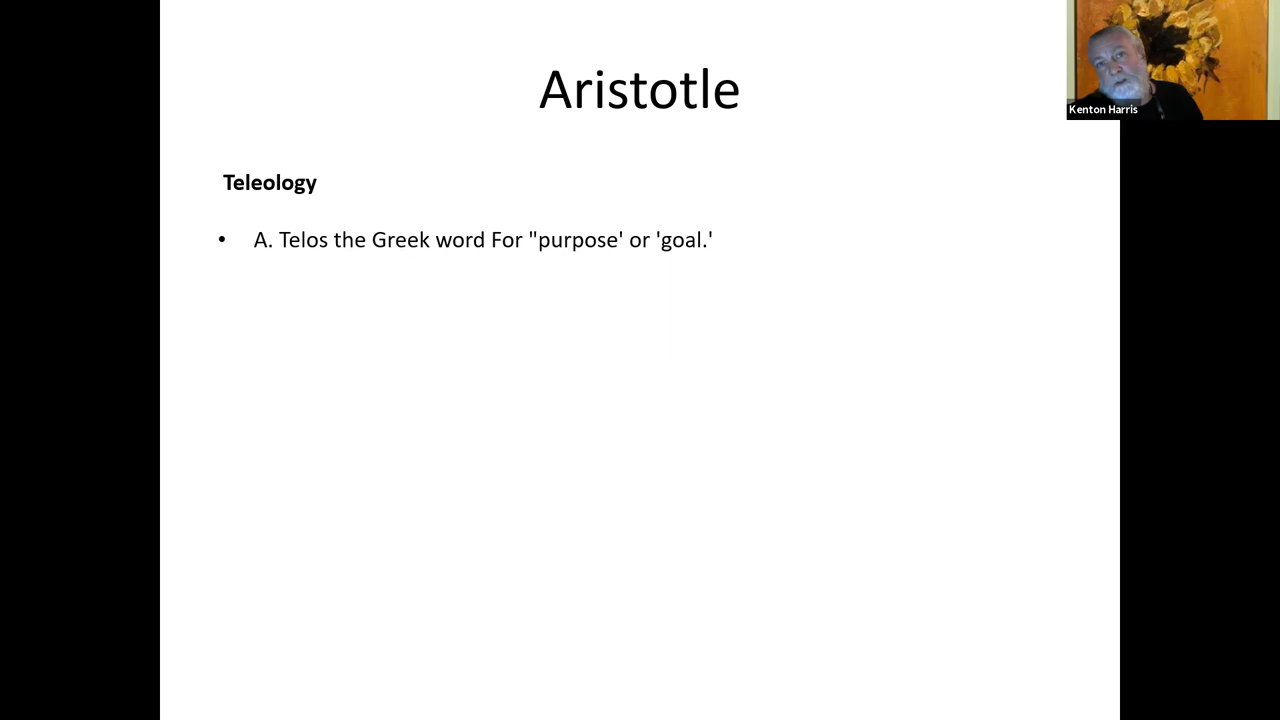 Aristotle
Kenton Harris
Teleology
• A. Telos the Greek word For "purpose' or 'goal.'